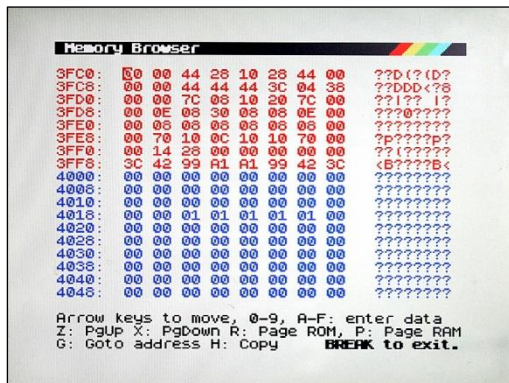 Memory Browser
3FC0: 00 00 44 28 10 28 44 00 ??D(?(D?
3FC8: 00 00 44 44 44 3C 04 38 ??DDD<?8
3FD0: 00 00 7C 08 10 20 7C 00 ??|?? |?
3FD8: 00 0E 08 30 08 08 0E 00 ???0????
3FE0: 00 08 08 08 08 08 08 00 ????????
3FE8: 00 70 10 0C 10 10 70 00 ?p????p?
3FF0: 00 14 28 00 00 00 00 00 ??(?????
3FF8: 3C 42 99 A1 A1 99 42 3C <B????B<
4000: 00 00 00 00 00 00 00 00 ????????
4008: 00 00 00 00 00 00 00 00 ????????
4010: 00 00 00 00 00 00 00 00 ????????
4018: 00 00 01 01 01 01 01 00 ????????
4020: 00 00 00 00 00 00 00 00 ????????
4028: 00 00 00 00 00 00 00 00 ????????
4030: 00 00 00 00 00 00 00 00 ????????
4038: 00 00 00 00 00 00 00 00 ????????
4040: 00 00 00 00 00 00 00 00 ????????
4048: 00 00 00 00 00 00 00 00 ????????
Arrow keys to move, 0-9, A-F: enter data
Z: PgUp X: PgDown R: Page ROM, P: Page RAM
G: Goto address H: Copy BREAK to exit.